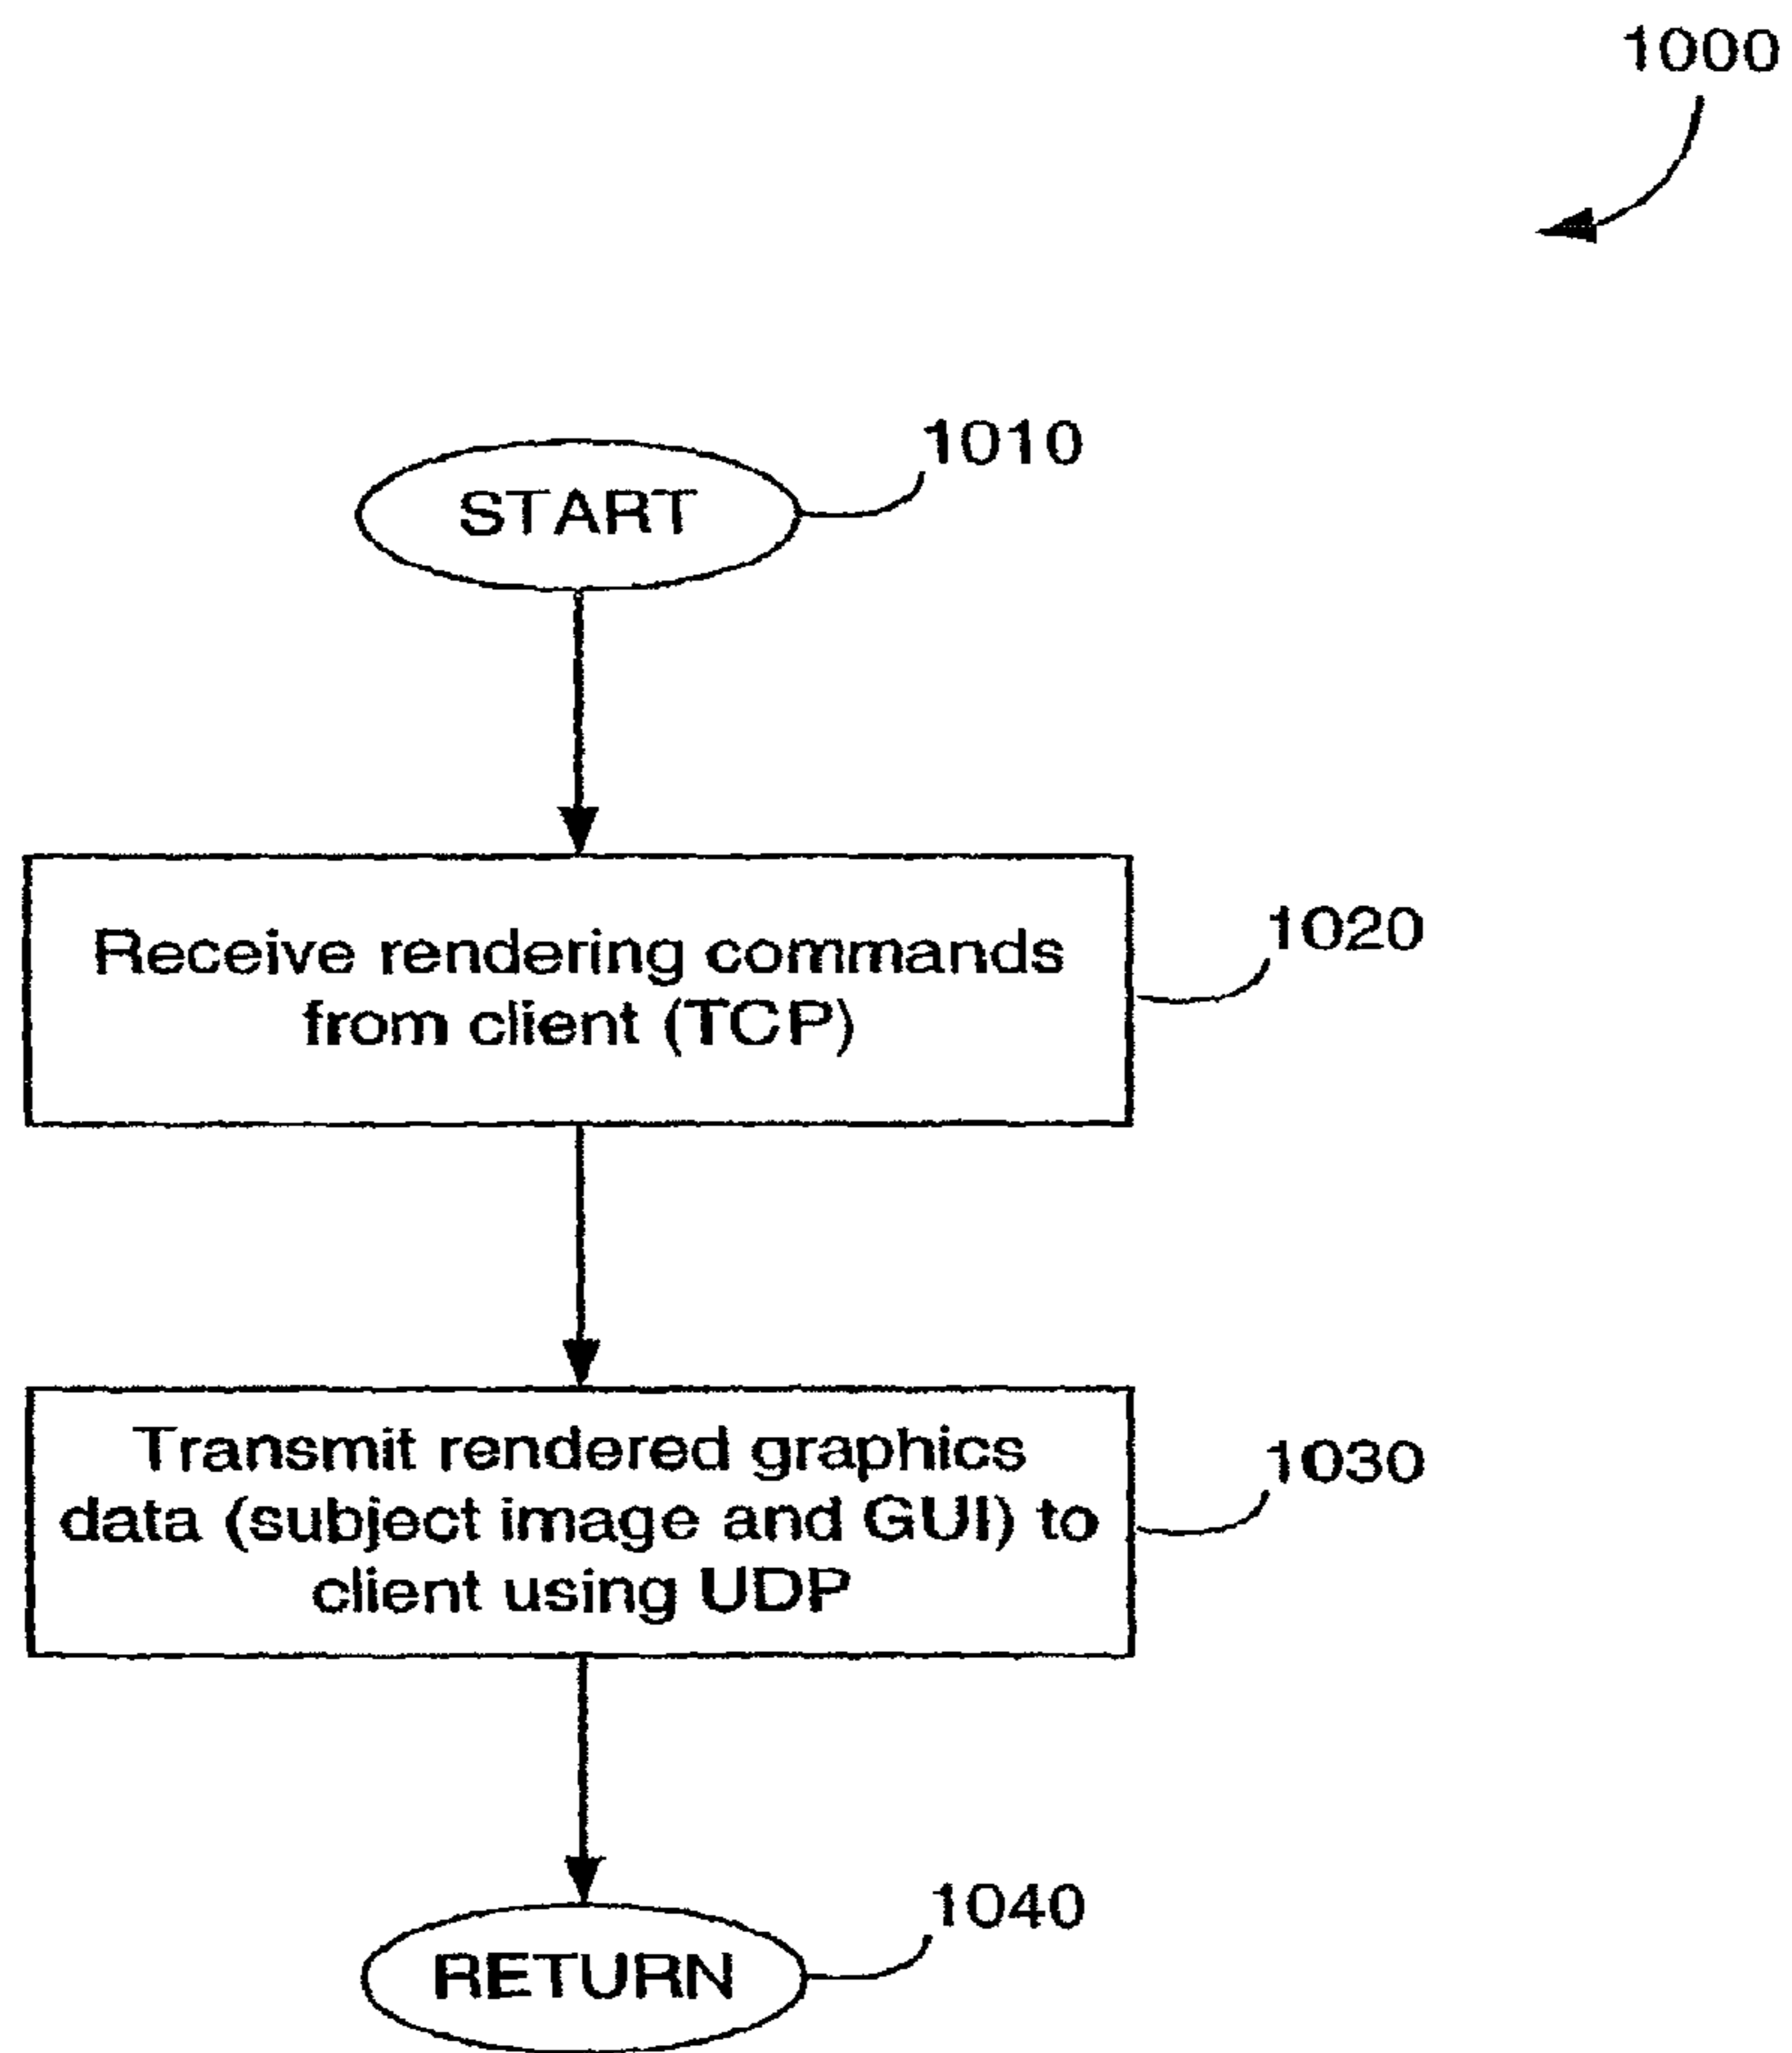 1000
START
1010
Receive rendering commands
from client (TCP)
1020
Transmit rendered graphics
data (subject image and GUI) to
client using UDP
1030
RETURN
1040